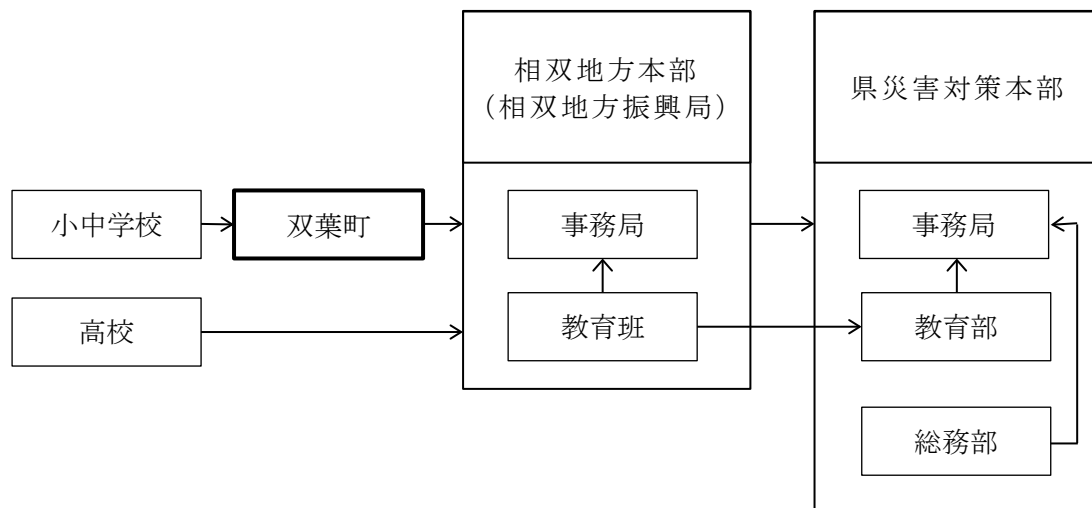 相双地方本部
(相双地方振興局)
県災害対策本部
小中学校
双葉町
事務局
事務局
高校
教育班
教育部
総務部